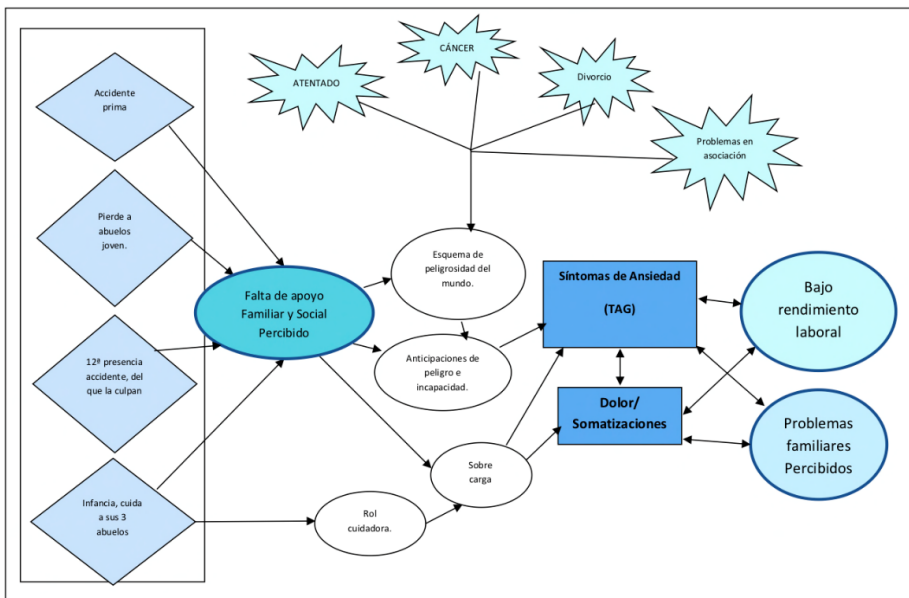 Accidente
prima
Pierde a
abuelos
joven.
12ª presencia
accidente, del
que la culpan
Infancia, cuida
a sus 3
abuelos
Falta de apoyo
Familiar y Social
Percibido
ATENTADO
CÁNCER
Divorcio
Problemas en
asociación
Esquema de
peligrosidad del
mundo.
Anticipaciones de
peligro e
incapacidad.
Sobre
carga
Rol
cuidadora.
Síntomas de Ansiedad
(TAG)
Dolor/
Somatizaciones
Bajo
rendimiento
laboral
Problemas
familiares
Percibidos